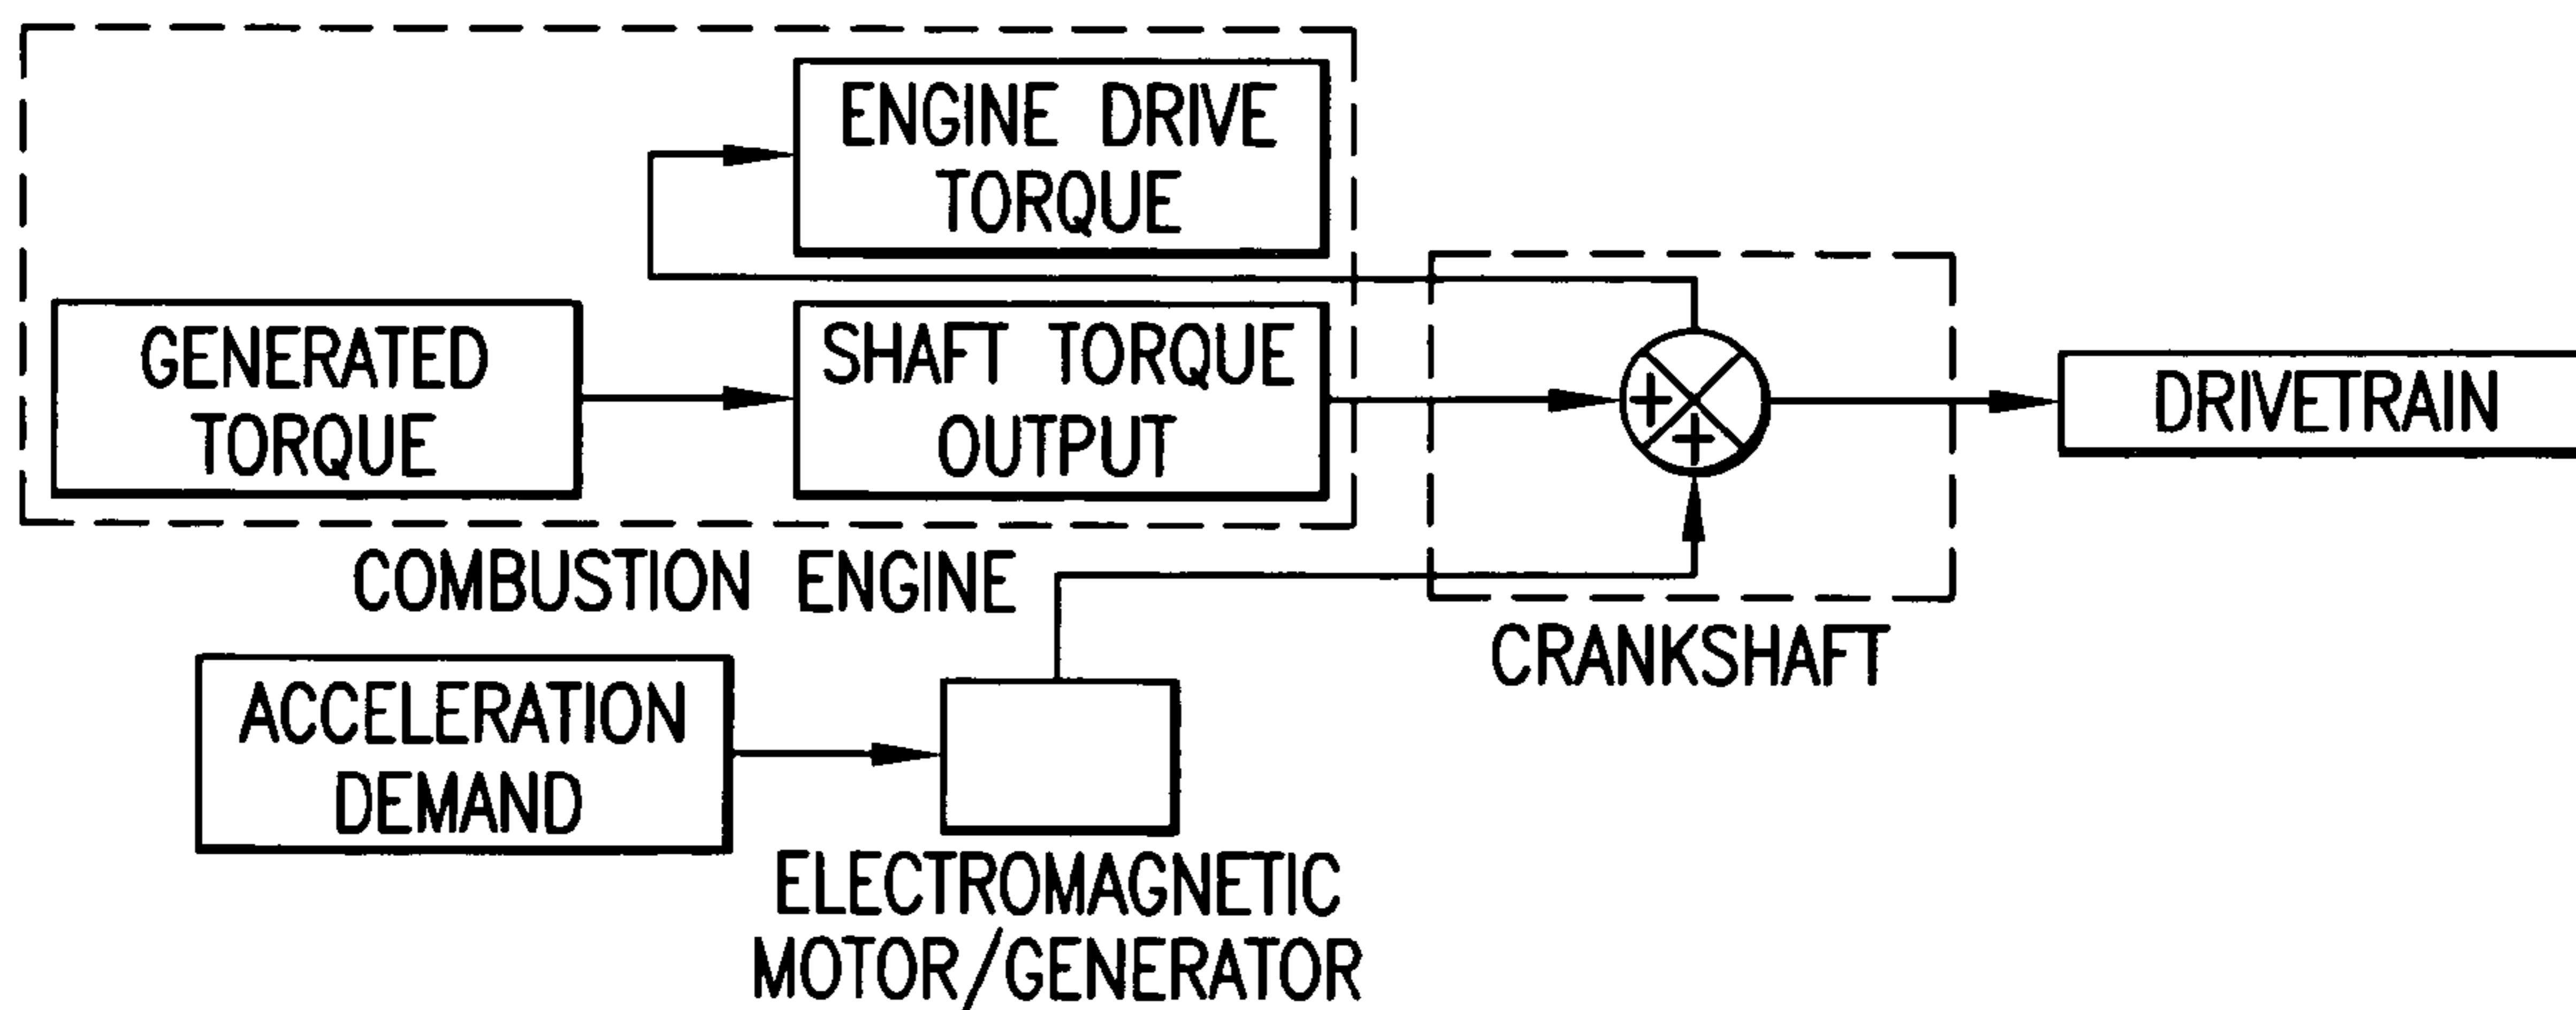 ENGINE DRIVE
TORQUE
GENERATED
TORQUE
SHAFT TORQUE
OUTPUT
+
+
DRIVETRAIN
COMBUSTION ENGINE
CRANKSHAFT
ACCELERATION
DEMAND
ELECTROMAGNETIC
MOTOR/GENERATOR